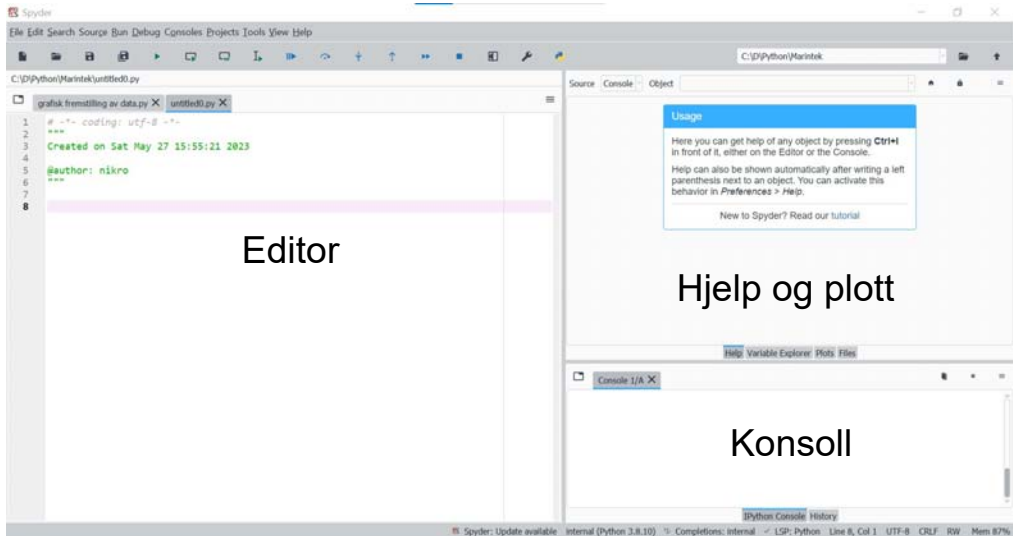 Spyder
File Edit Search Source Run Debug Consoles Projects Tools View Help
C:\D\Python\Marintek
C:\D\Python\Marintek\untitled0.py
grafisk fremstilling av data.py X untitled0.py X
1 # -*- coding: utf-8 -*-
2 """
3 Created on Sat May 27 15:55:21 2023
4
5 @author: nikro
6 """
7
8
Editor
Source Console Object
Usage
Here you can get help of any object by pressing Ctrl+I
in front of it, either on the Editor or the Console.
Help can also be shown automatically after writing a left
parenthesis next to an object. You can activate this
behavior in Preferences > Help.
New to Spyder? Read our tutorial
Hjelp og plott
Help Variable Explorer Plots Files
Console 1/A X
Konsoll
IPython Console History
Spyder: Update available internal (Python 3.8.10) Completions: internal ✓ LSP: Python Line 8, Col 1 UTF-8 CRLF RW Mem 87%